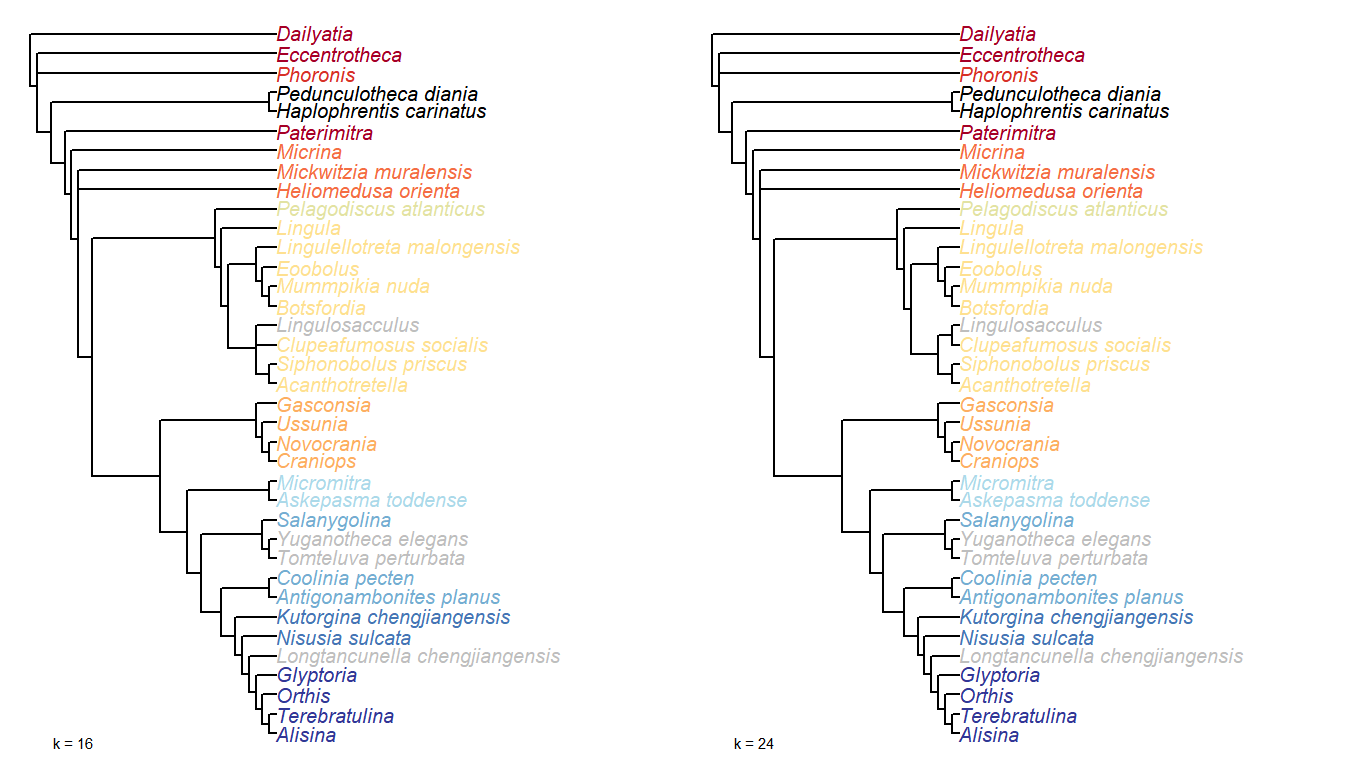 Dailyatia
Eccentrotheca
Phoronis
Pedunculotheca diania
Haplophrentis carinatus
Paterimitra
Micrina
Mickwitzia muralensis
Heliomedusa orienta
Pelagodiscus atlanticus
Lingula
Lingulellotreta malongensis
Eoobolus
Mummpikia nuda
Botsfordia
Lingulosacculus
Clupeafumosus socialis
Siphonobolus priscus
Acanthotretella
Gasconsia
Ussunia
Novocrania
Craniops
Micromitra
Askepasma toddense
Salanygolina
Yuganotheca elegans
Tomteluva perturbata
Coolinia pecten
Antigonambonites planus
Kutorgina chengjiangensis
Nisusia sulcata
Longtancunella chengjiangensis
Glyptoria
Orthis
Terebratulina
Alisina
k = 16
Dailyatia
Eccentrotheca
Phoronis
Pedunculotheca diania
Haplophrentis carinatus
Paterimitra
Micrina
Mickwitzia muralensis
Heliomedusa orienta
Pelagodiscus atlanticus
Lingula
Lingulellotreta malongensis
Eoobolus
Mummpikia nuda
Botsfordia
Lingulosacculus
Clupeafumosus socialis
Siphonobolus priscus
Acanthotretella
Gasconsia
Ussunia
Novocrania
Craniops
Micromitra
Askepasma toddense
Salanygolina
Yuganotheca elegans
Tomteluva perturbata
Coolinia pecten
Antigonambonites planus
Kutorgina chengjiangensis
Nisusia sulcata
Longtancunella chengjiangensis
Glyptoria
Orthis
Terebratulina
Alisina
k = 24